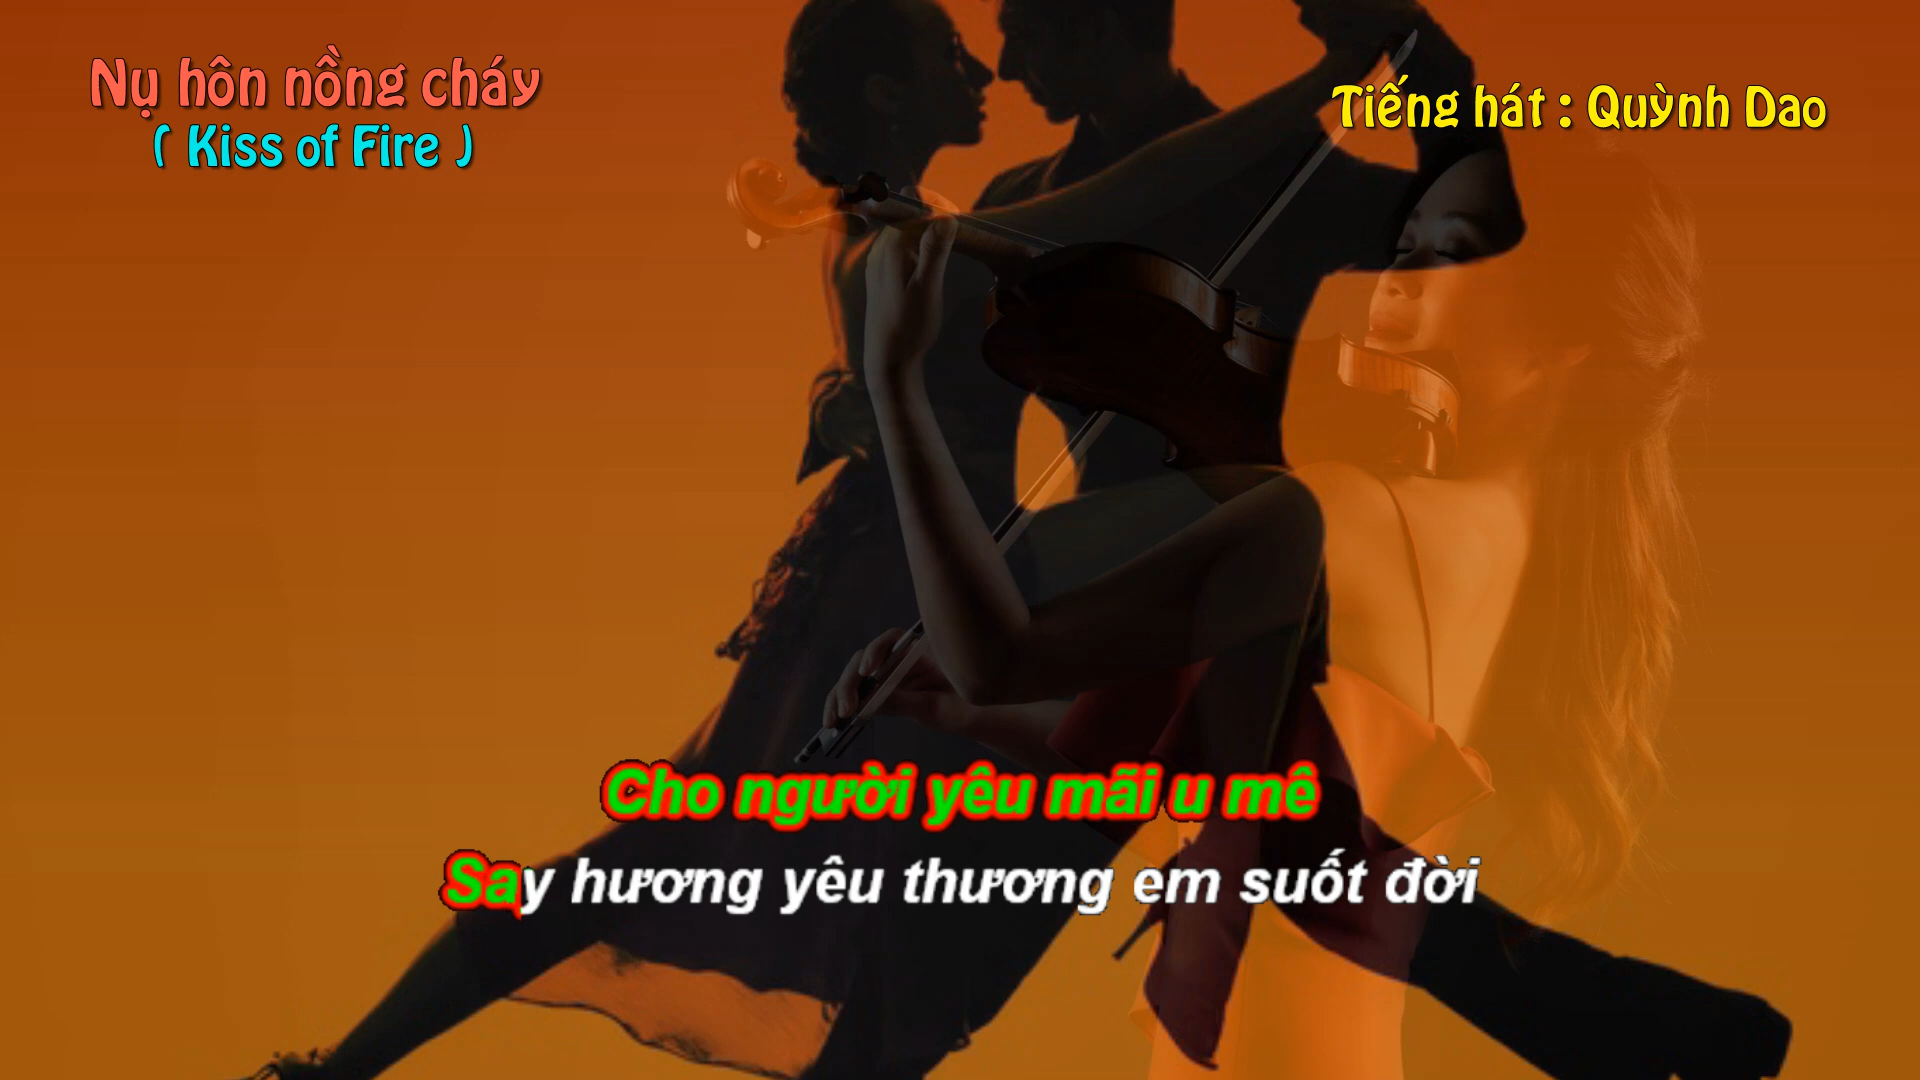 Nụ hôn nồng cháy
( Kiss of Fire )
Tiếng hát : Quỳnh Dao
Cho người yêu mãi u mê
Say hương yêu thương em suốt đời